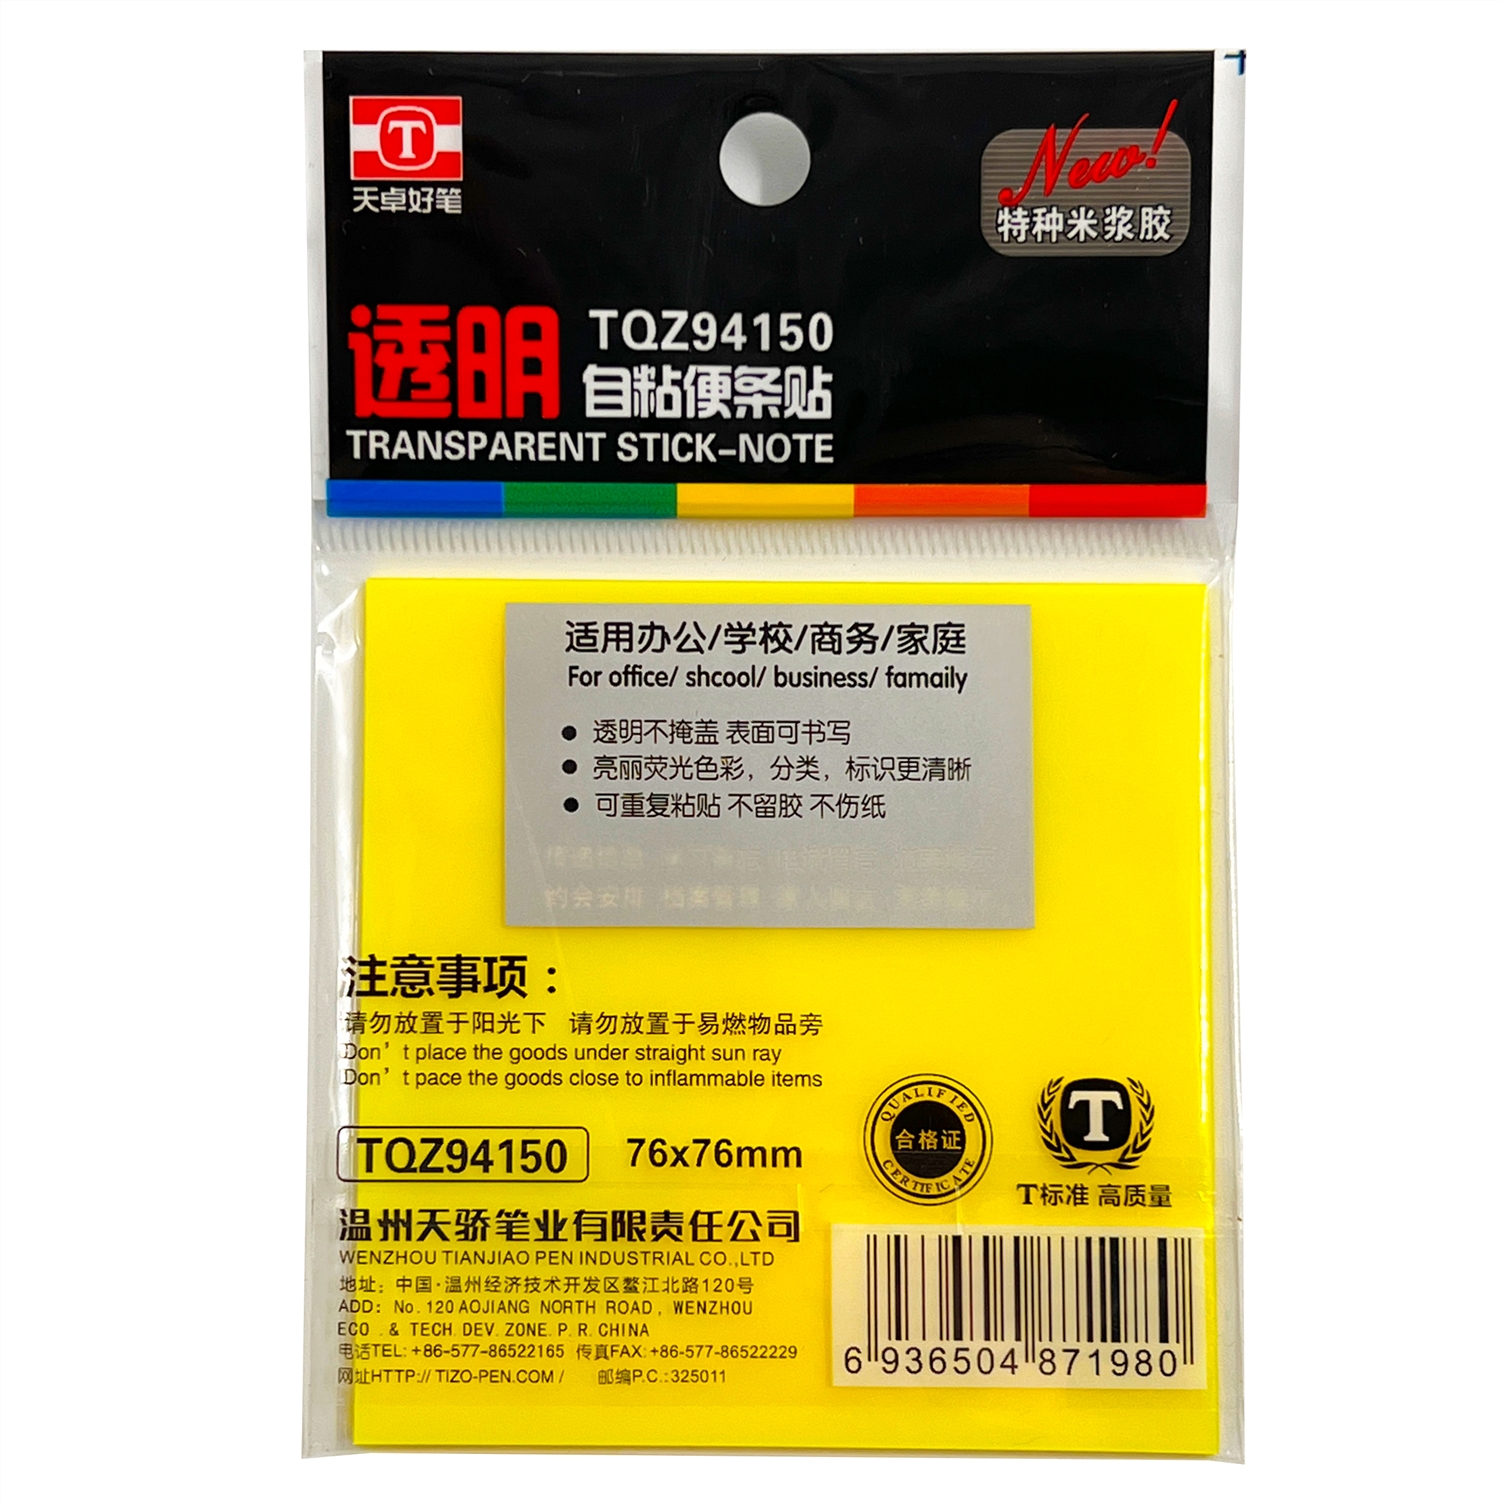 T
天卓好笔
New!
特种米浆胶
透明 TQZ94150
自粘便条贴
TRANSPARENT STICK-NOTE
适用办公/学校/商务/家庭
For office/ shcool/ business/ famaily
● 透明不掩盖 表面可书写
● 亮丽荧光色彩，分类，标识更清晰
● 可重复粘贴 不留胶 不伤纸
约会安排 档案管理
注意事项：
请勿放置于阳光下 请勿放置于易燃物品旁
Don't place the goods under straight sun ray
Don't pace the goods close to inflammable items
TQZ94150 76x76mm
QUALIFIED
合格证
CERTIFICATE
T
T标准 高质量
温州天骄笔业有限责任公司
WENZHOU TIANJIAO PEN INDUSTRIAL CO.,LTD
地址：中国·温州经济技术开发区鳌江北路120号
ADD: No.120 AOJIANG NORTH ROAD, WENZHOU
ECO . & TECH DEV. ZONE. P. R. CHINA
电话TEL:+86-577-86522165 传真FAX:+86-577-86522229
网址HTTP://TIZO-PEN.COM/ 邮编P.C.:325011
6 936504 871980